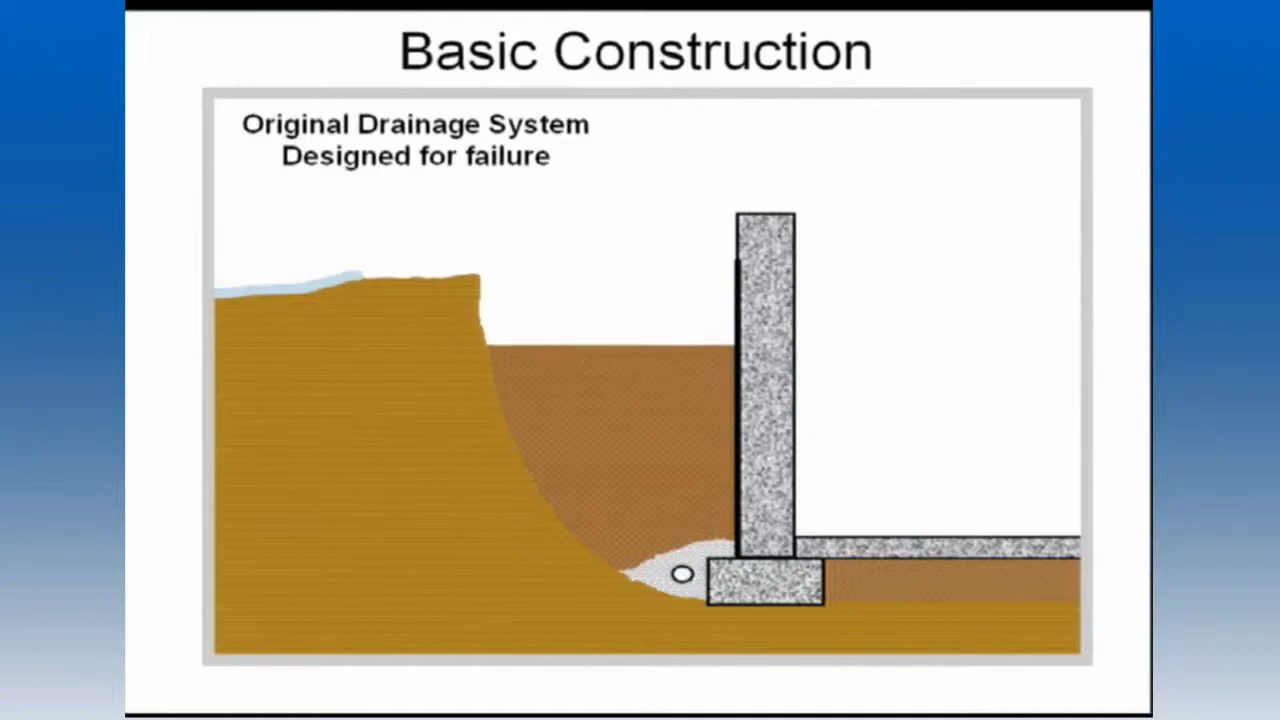 Basic Construction
Original Drainage System
Designed for failure